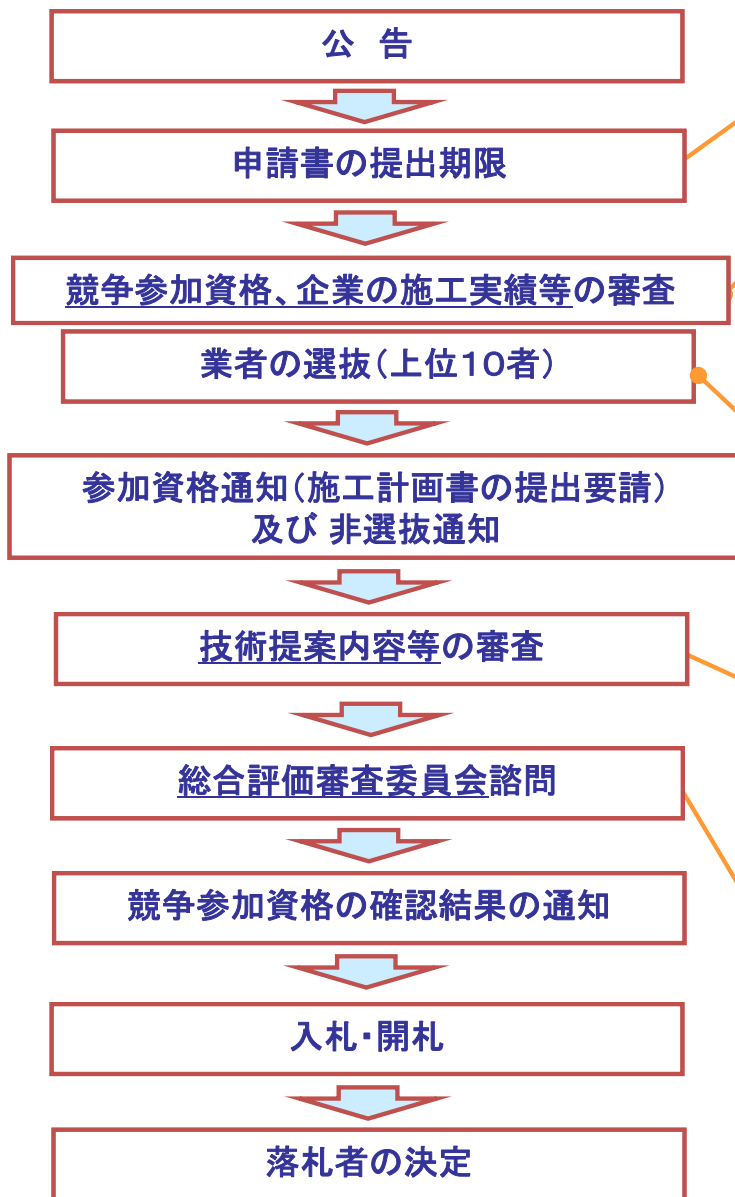 公　告
申請書の提出期限
競争参加資格、企業の施工実績等の審査
業者の選抜(上位10者)
参加資格通知(施工計画書の提出要請)
及び 非選抜通知
技術提案内容等の審査
総合評価審査委員会諮問
競争参加資格の確認結果の通知
入札・開札
落札者の決定